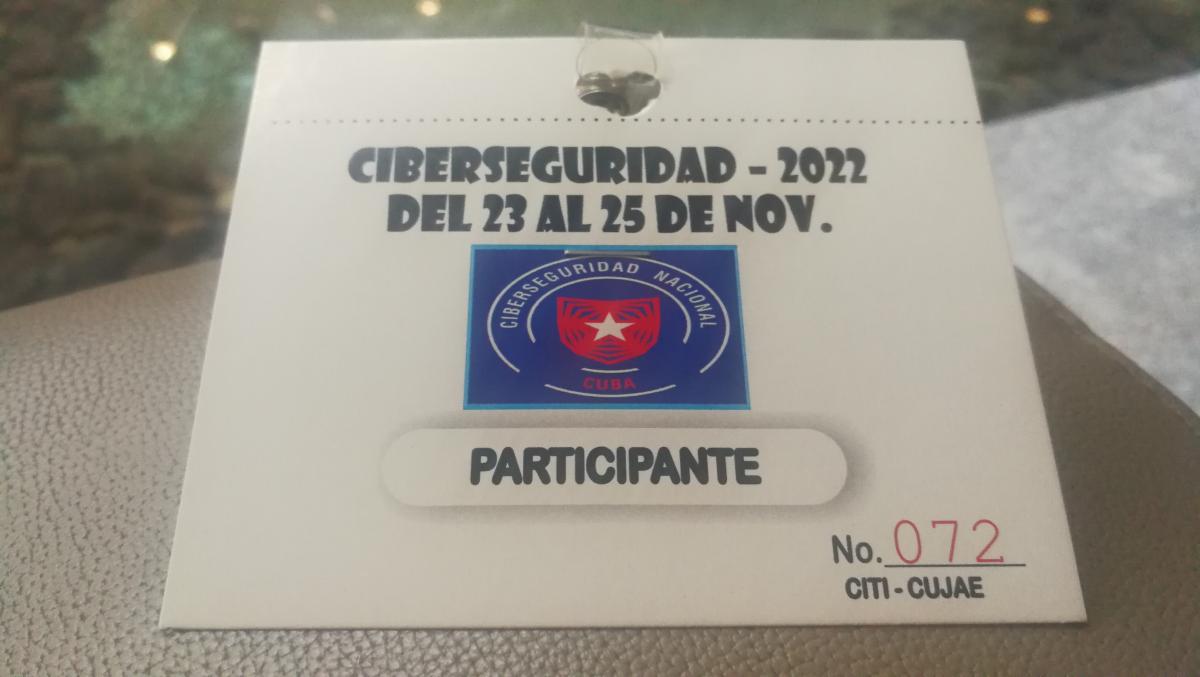 CIBERSEGURIDAD - 2022
DEL 23 AL 25 DE NOV.
CIBERSEGURIDAD NACIONAL
CUBA
PARTICIPANTE
No. 072
CITI - CUJAE